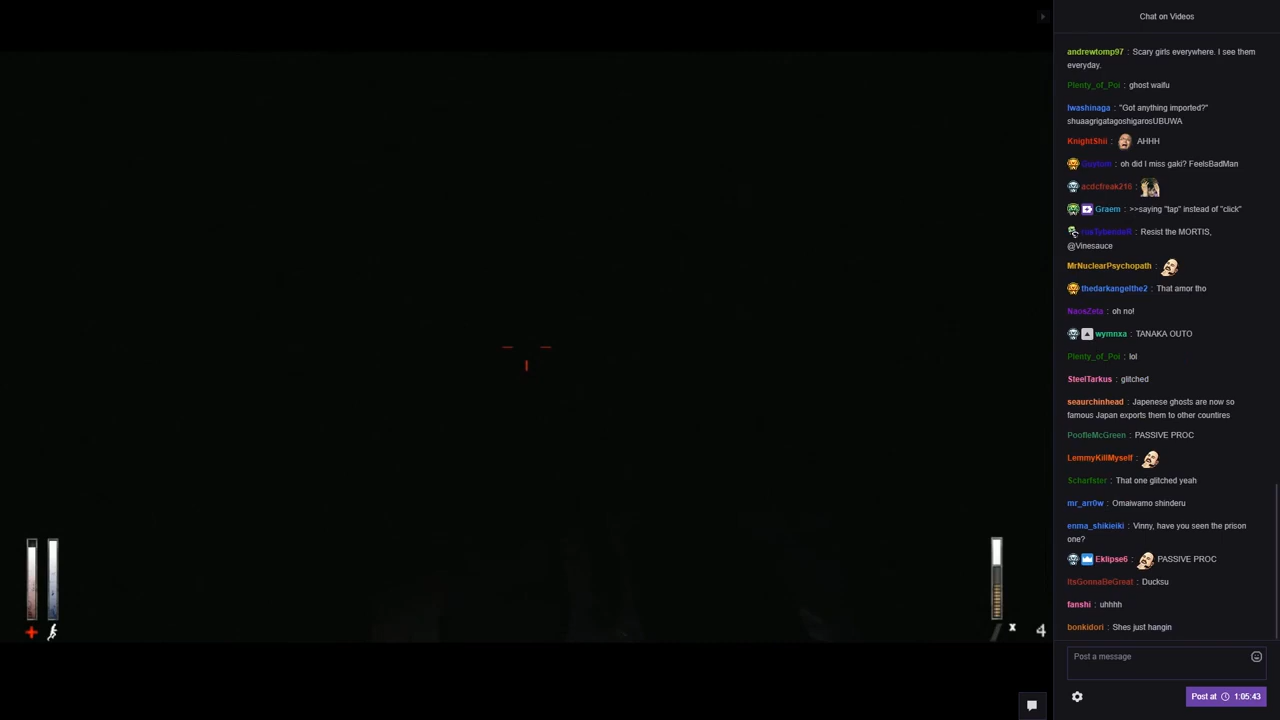 Chat on Videos
andrewtomp97 : Scary girls everywhere. I see them
everyday.
Plenty_of_Poi : ghost waifu
Iwashinaga : "Got anything imported?"
shuaagrigatagoshigarosUBUWA
KnightShii : AHHH
Guytom : oh did I miss gaki? FeelsBadMan
acdcfreak216 :
Graem : >>saying "tap" instead of "click"
: Resist the MORTIS,
@Vinesauce
MrNuclearPsychopath :
thedarkangelthe2 : That amor tho
NaosZeta : oh no!
wymnxa : TANAKA OUTO
Plenty_of_Poi : lol
SteelTarkus : glitched
seaurchinhead : Japenese ghosts are now so
famous Japan exports them to other countires
PoofleMcGreen : PASSIVE PROC
LemmyKillMyself :
Scharfster : That one glitched yeah
mr_arr0w : Omaiwamo shinderu
enma_shikieiki : Vinny, have you seen the prison
one?
Eklipse6 : PASSIVE PROC
ItsGonnaBeGreat : Ducksu
fanshi : uhhhh
bonkidori : Shes just hangin
x 4
Post a message
Post at 1:05:43